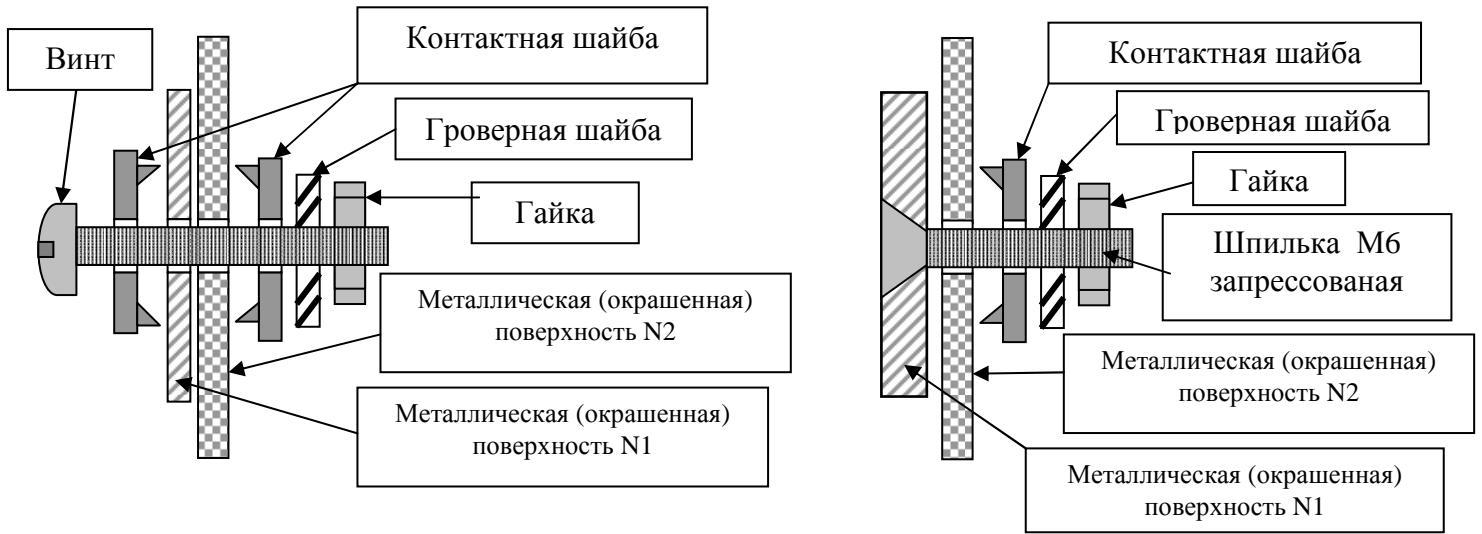 Винт
Контактная шайба
Гроверная шайба
Гайка
Металлическая (окрашенная)
поверхность N2
Металлическая (окрашенная)
поверхность N1
Контактная шайба
Гроверная шайба
Гайка
Шпилька М6
запрессованая
Металлическая (окрашенная)
поверхность N2
Металлическая (окрашенная)
поверхность N1